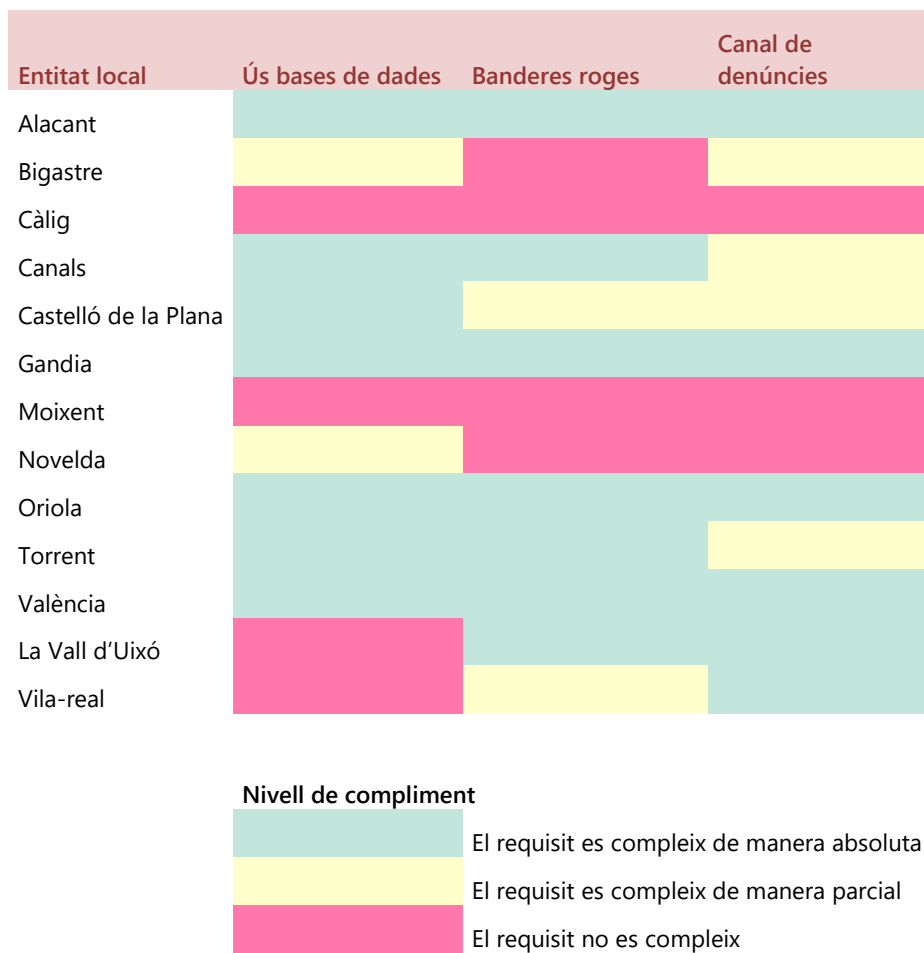 Entitat local Ús bases de dades Banderes roges Canal de
denúncies
Alacant
Bigastre
Càlig
Canals
Castelló de la Plana
Gandia
Moixent
Novelda
Oriola
Torrent
València
La Vall d’Uixó
Vila-real
Nivell de compliment
El requisit es compleix de manera absoluta
El requisit es compleix de manera parcial
El requisit no es compleix